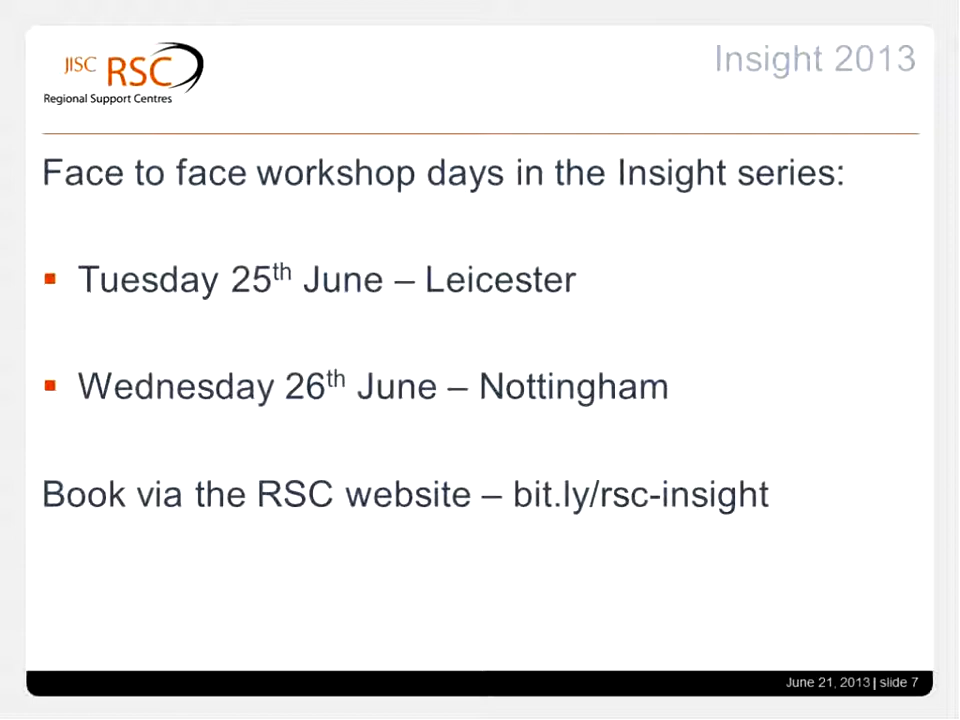 JISC RSC
Regional Support Centres
Insight 2013
Face to face workshop days in the Insight series:
▪ Tuesday 25th June – Leicester
▪ Wednesday 26th June – Nottingham
Book via the RSC website – bit.ly/rsc-insight
June 21, 2013 | slide 7